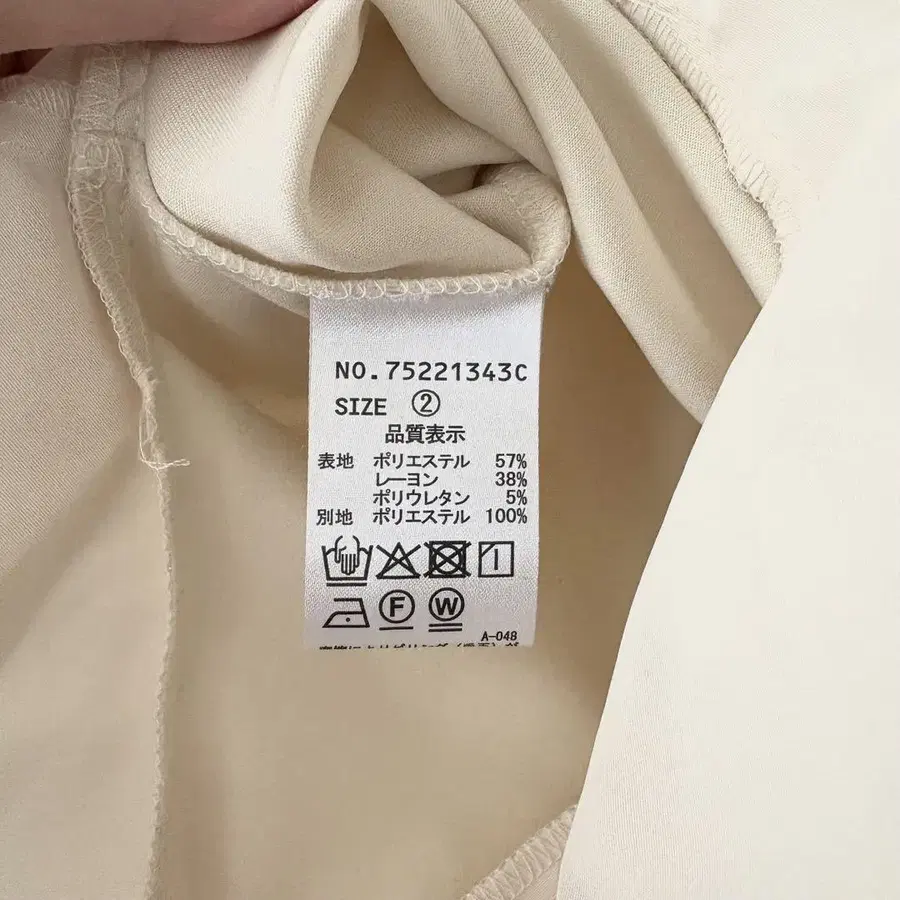 NO.75221343C
SIZE ②
品質表示
表地 ポリエステル 57%
レーヨン 38%
ポリウレタン 5%
別地 ポリエステル 100%
F W
A-048